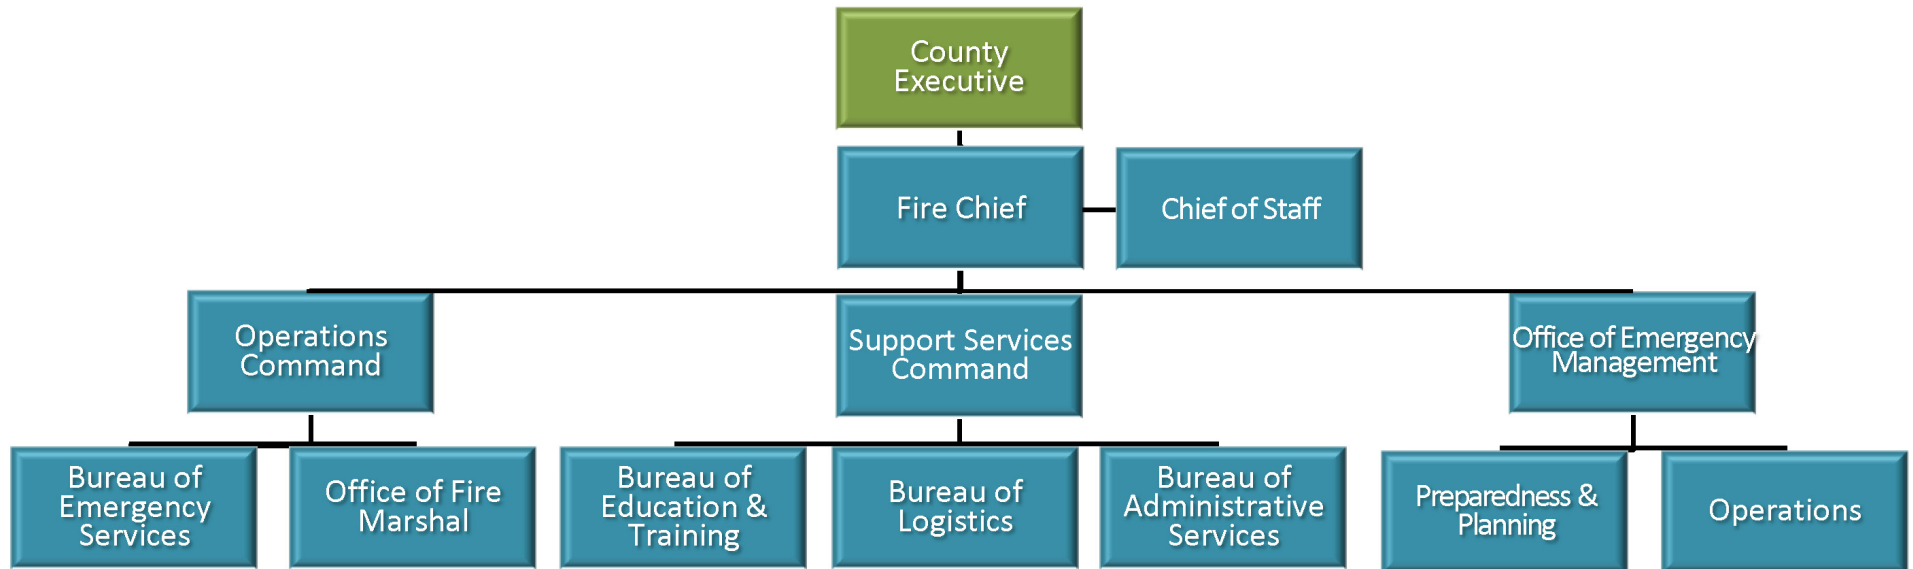 County
Executive
Fire Chief
Chief of Staff
Operations
Command
Support Services
Command
Office of Emergency
Management
Bureau of
Emergency
Services
Office of Fire
Marshal
Bureau of
Education &
Training
Bureau of
Logistics
Bureau of
Administrative
Services
Preparedness &
Planning
Operations